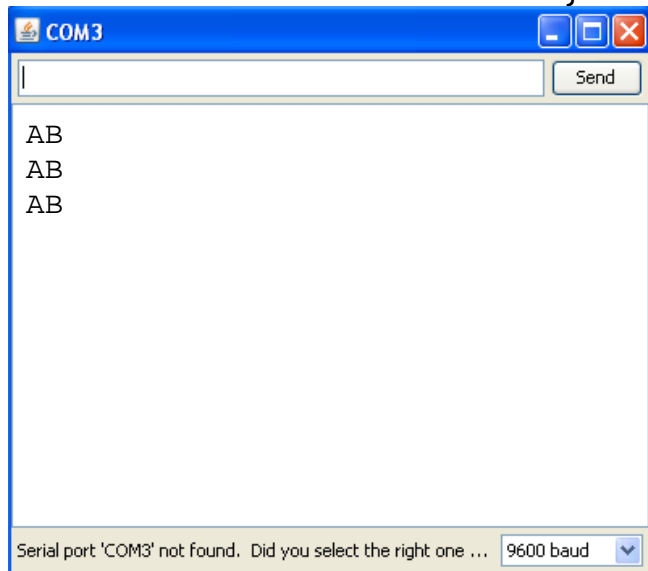 COM3
Send
AB
AB
AB
Serial port 'COM3' not found. Did you select the right one ...
9600 baud